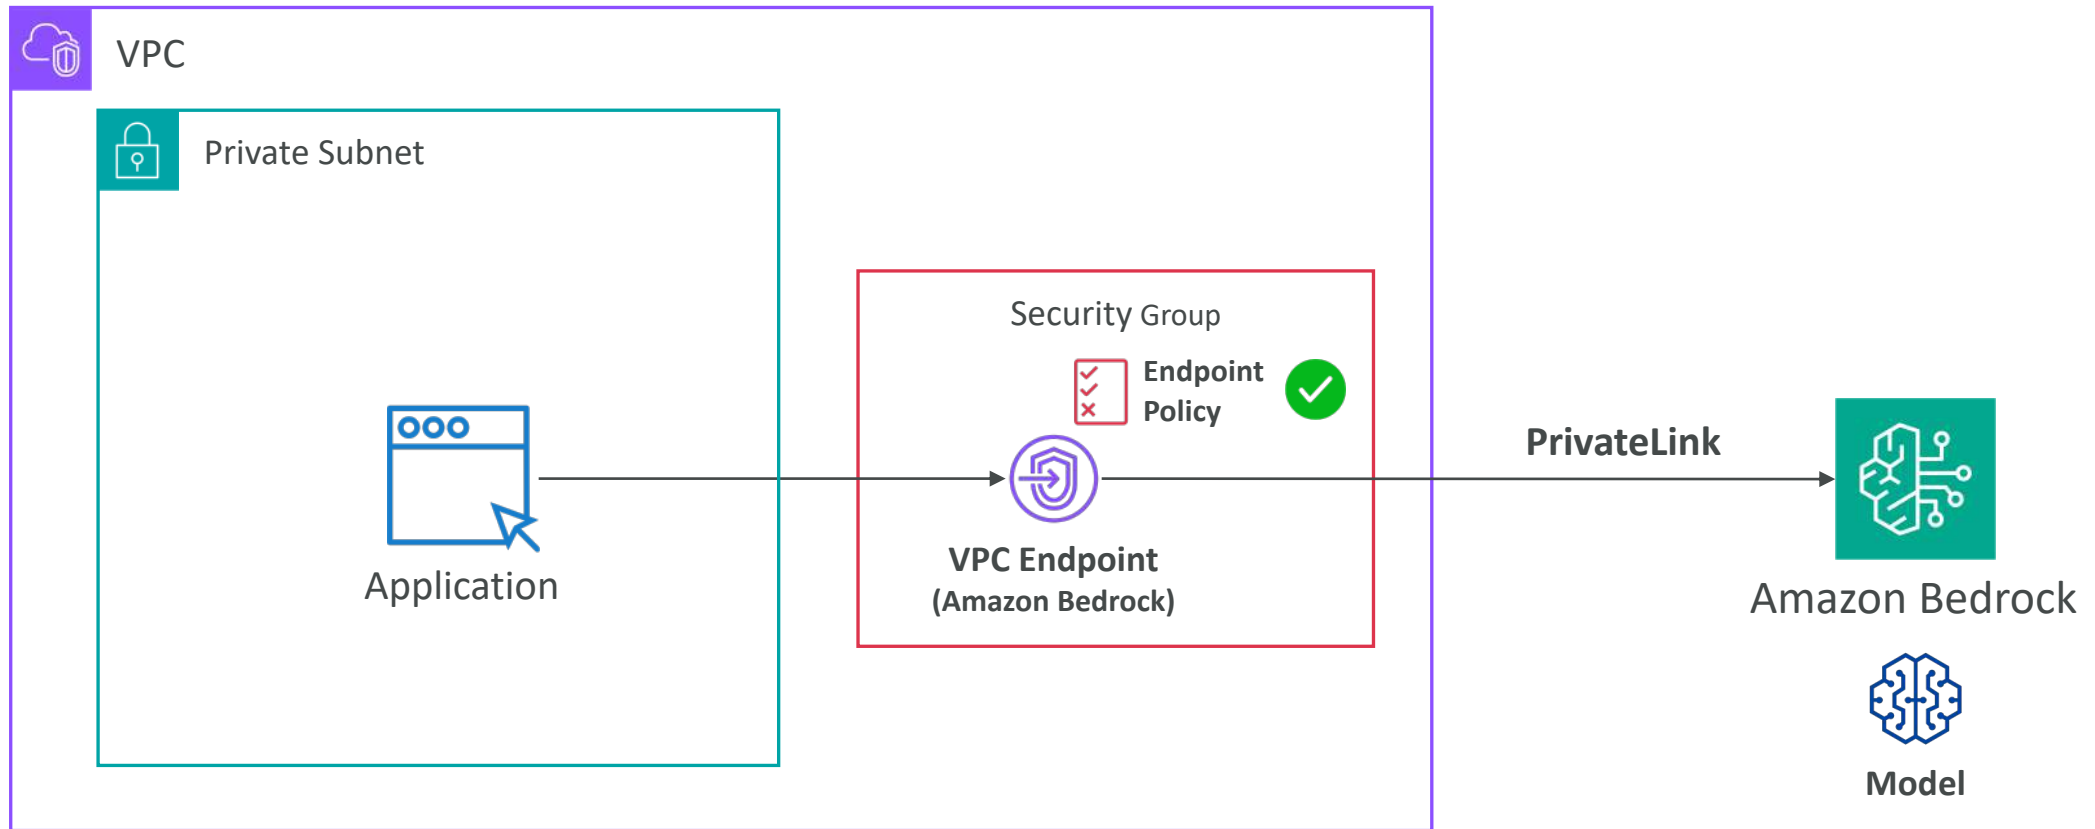 VPC
Private Subnet
Security Group
Endpoint
Policy
PrivateLink
VPC Endpoint
(Amazon Bedrock)
Application
Amazon Bedrock
Model